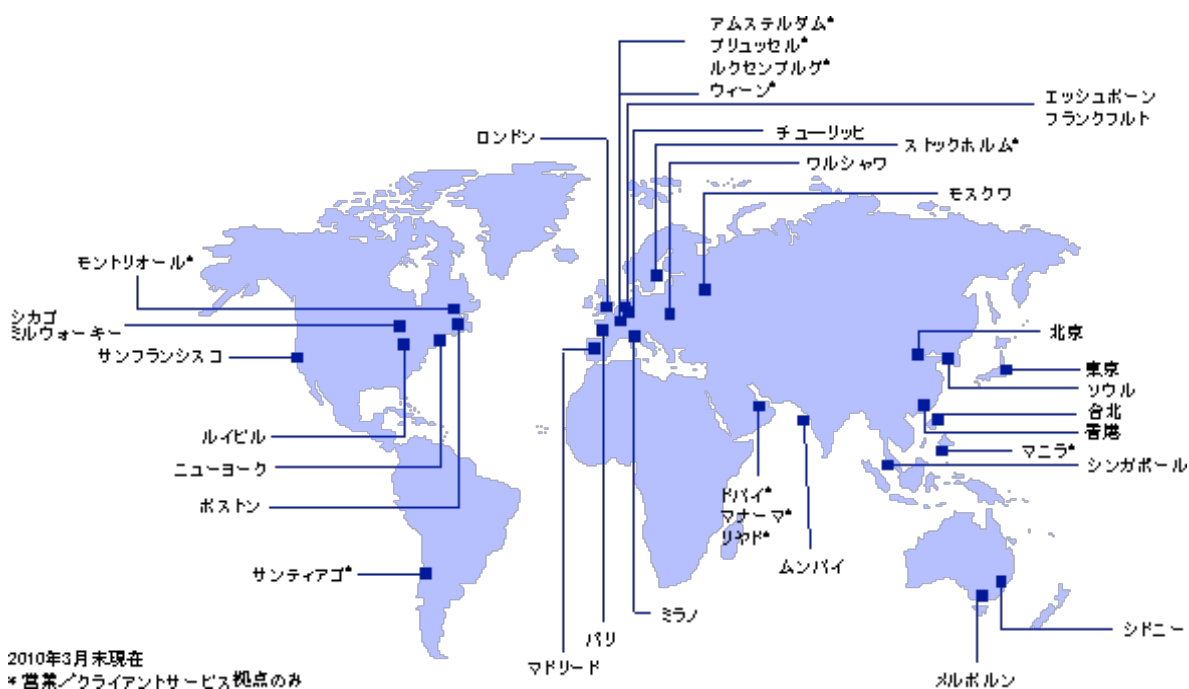 アムステルダム*
ブリュッセル*
ルクセンブルグ*
ウィーン*
エッシュボーン
フランクフルト
チューリッヒ
ロンドン
ストックホルム*
ワルシャワ
モスクワ
モントリオール*
シカゴ
ミルウォーキー
サンフランシスコ
北京
東京
ソウル
台北
香港
マニラ*
シンガポール
ルイビル
ニューヨーク
ボストン
ドバイ*
マナーマ*
リヤド*
ムンバイ
サンティアゴ*
ミラノ
パリ
マドリード
シドニー
メルボルン
2010年3月末現在
* 営業／クライアントサービス拠点のみ